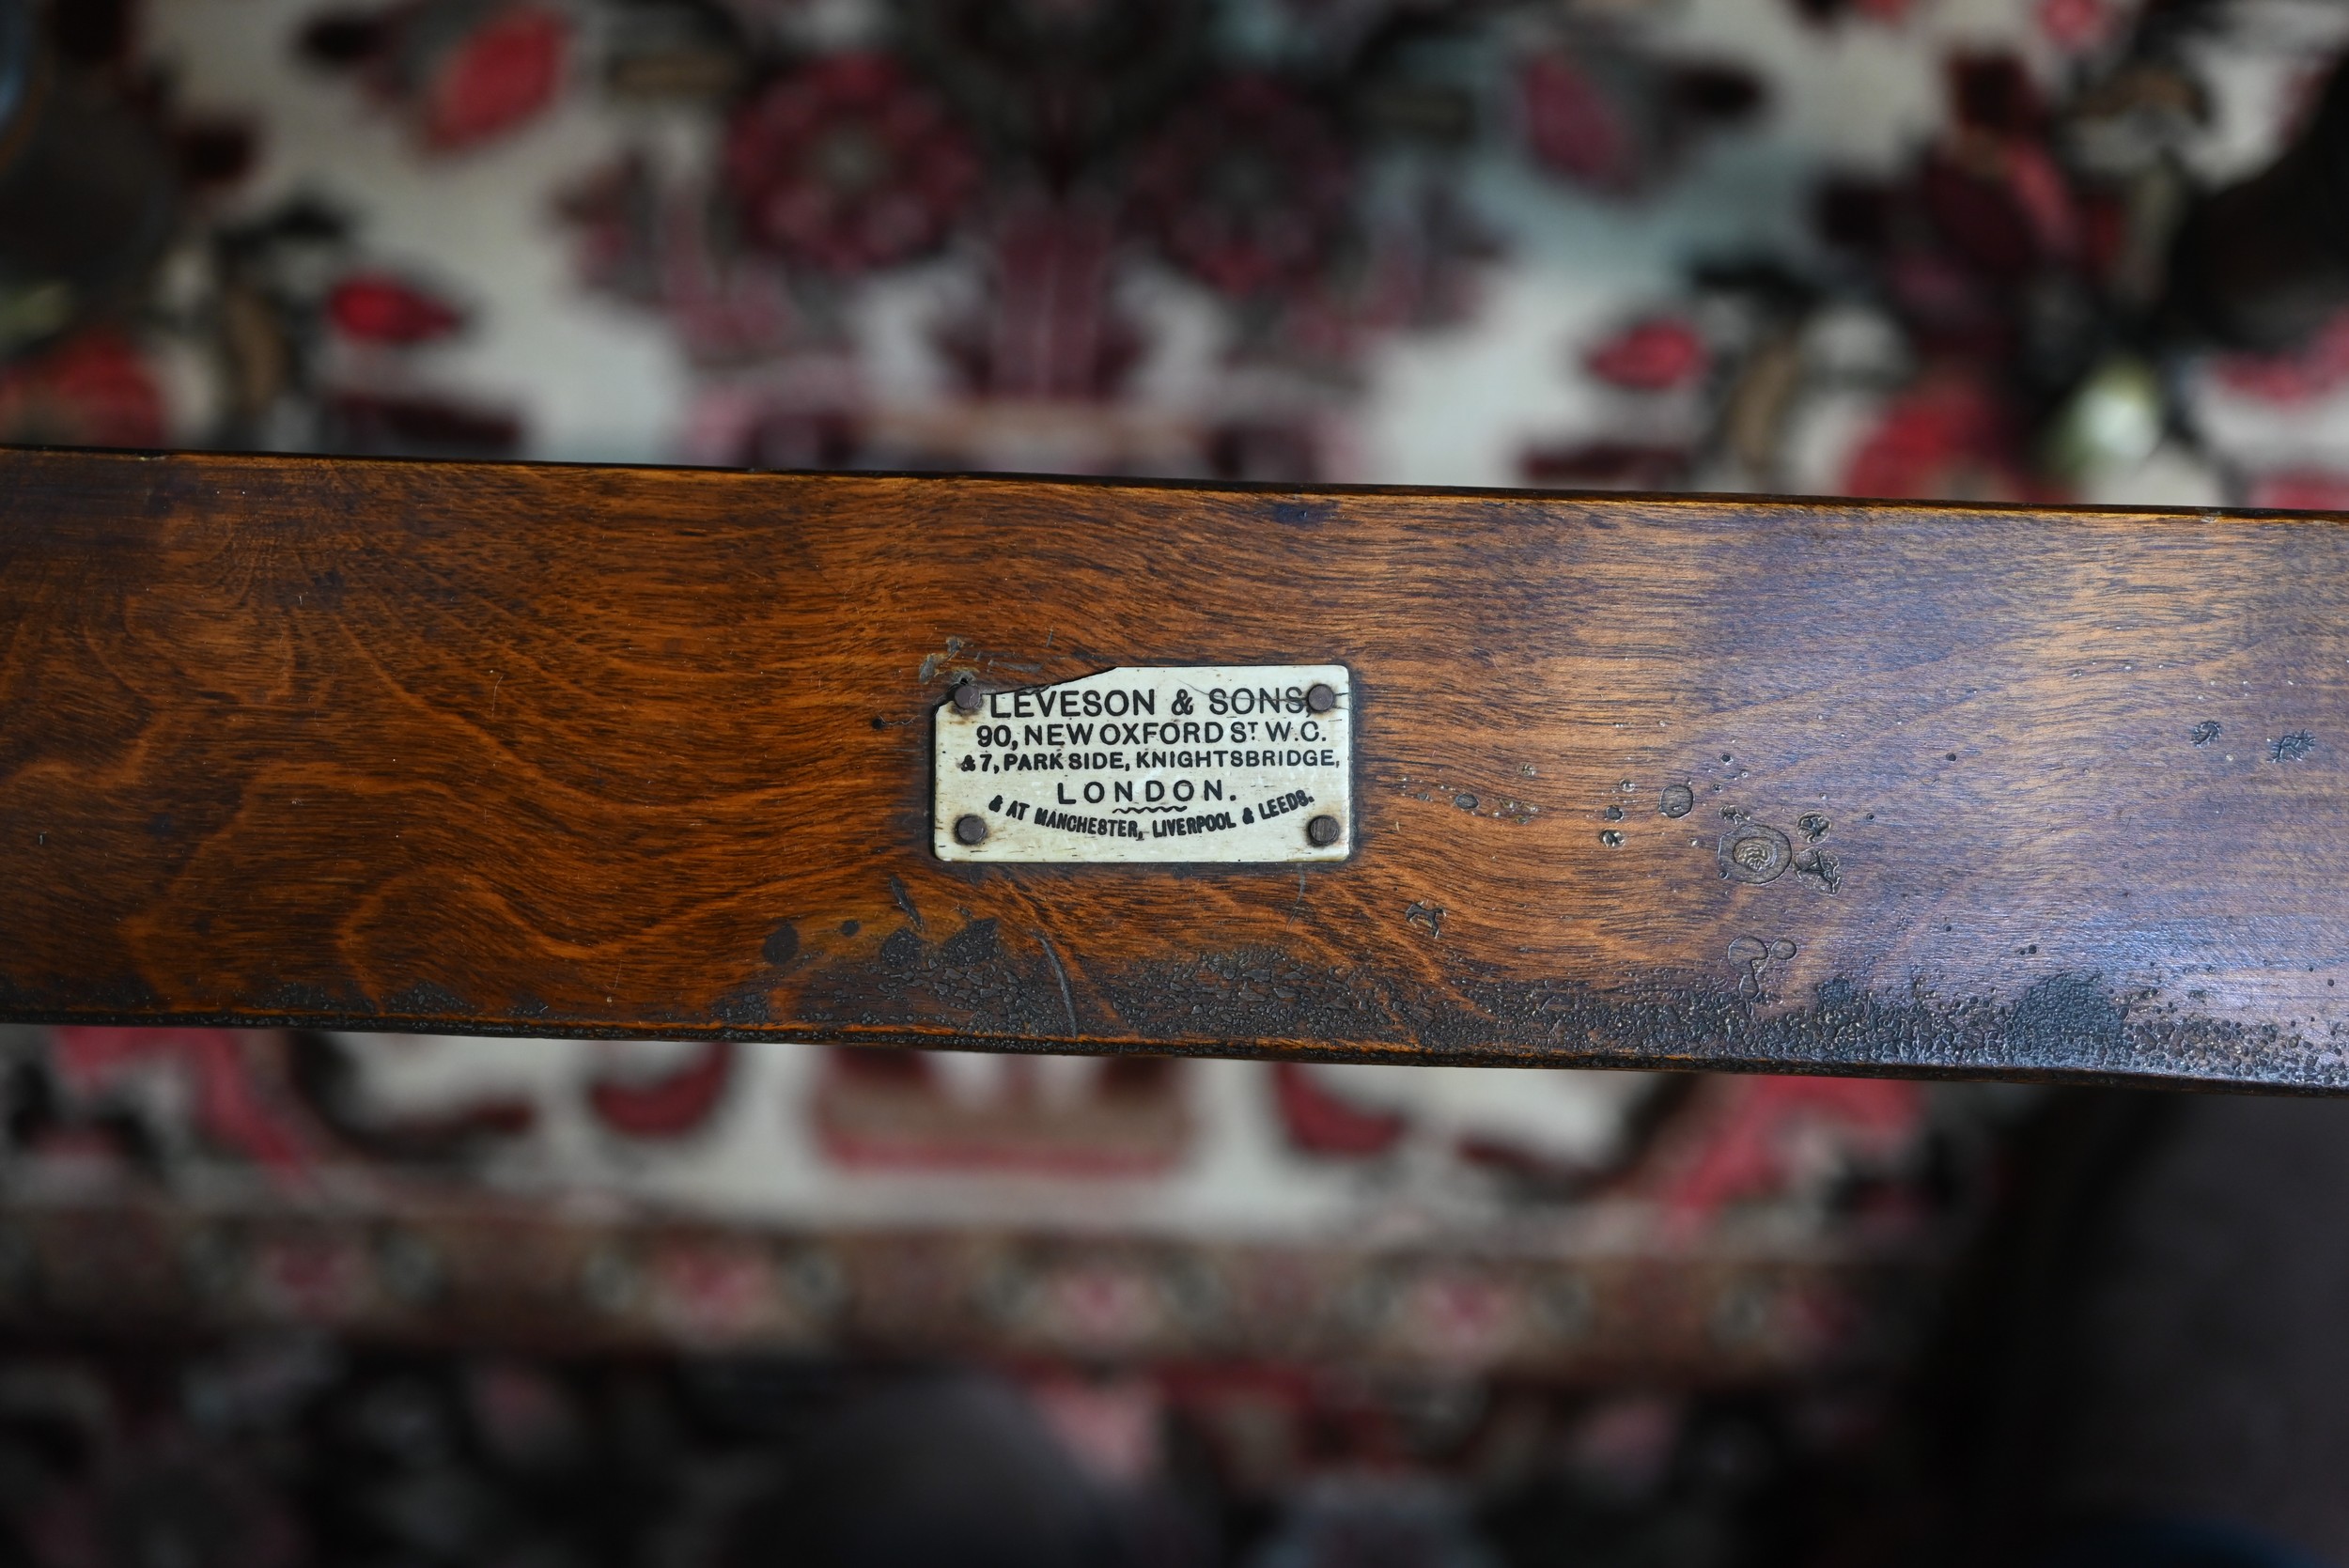 LEVESON & SONS,
90, NEW OXFORD ST W.C.
& 7, PARK SIDE, KNIGHTSBRIDGE,
LONDON.
& AT MANCHESTER, LIVERPOOL & LEEDS.